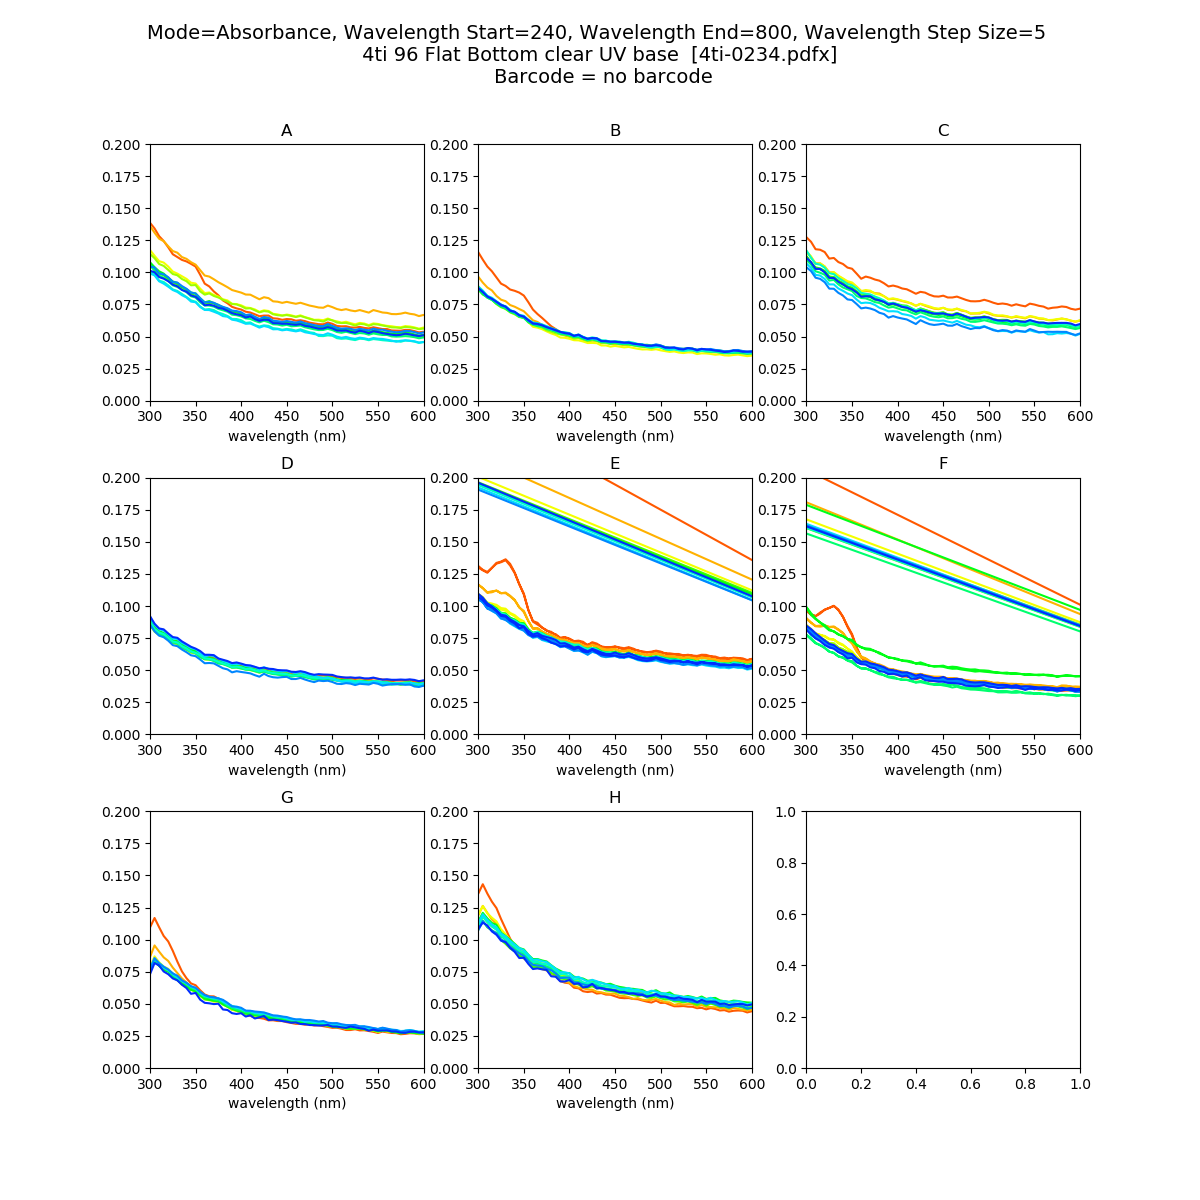 Mode=Absorbance, Wavelength Start=240, Wavelength End=800, Wavelength Step Size=5
4ti 96 Flat Bottom clear UV base  [4ti-0234.pdfx]
Barcode = no barcode
A
0.200
0.175
0.150
0.125
0.100
0.075
0.050
0.025
0.000
300 350 400 450 500 550 600
wavelength (nm)
B
0.200
0.175
0.150
0.125
0.100
0.075
0.050
0.025
0.000
300 350 400 450 500 550 600
wavelength (nm)
C
0.200
0.175
0.150
0.125
0.100
0.075
0.050
0.025
0.000
300 350 400 450 500 550 600
wavelength (nm)
D
0.200
0.175
0.150
0.125
0.100
0.075
0.050
0.025
0.000
300 350 400 450 500 550 600
wavelength (nm)
E
0.200
0.175
0.150
0.125
0.100
0.075
0.050
0.025
0.000
300 350 400 450 500 550 600
wavelength (nm)
F
0.200
0.175
0.150
0.125
0.100
0.075
0.050
0.025
0.000
300 350 400 450 500 550 600
wavelength (nm)
G
0.200
0.175
0.150
0.125
0.100
0.075
0.050
0.025
0.000
300 350 400 450 500 550 600
wavelength (nm)
H
0.200
0.175
0.150
0.125
0.100
0.075
0.050
0.025
0.000
300 350 400 450 500 550 600
wavelength (nm)
1.0
0.8
0.6
0.4
0.2
0.0
0.0 0.2 0.4 0.6 0.8 1.0